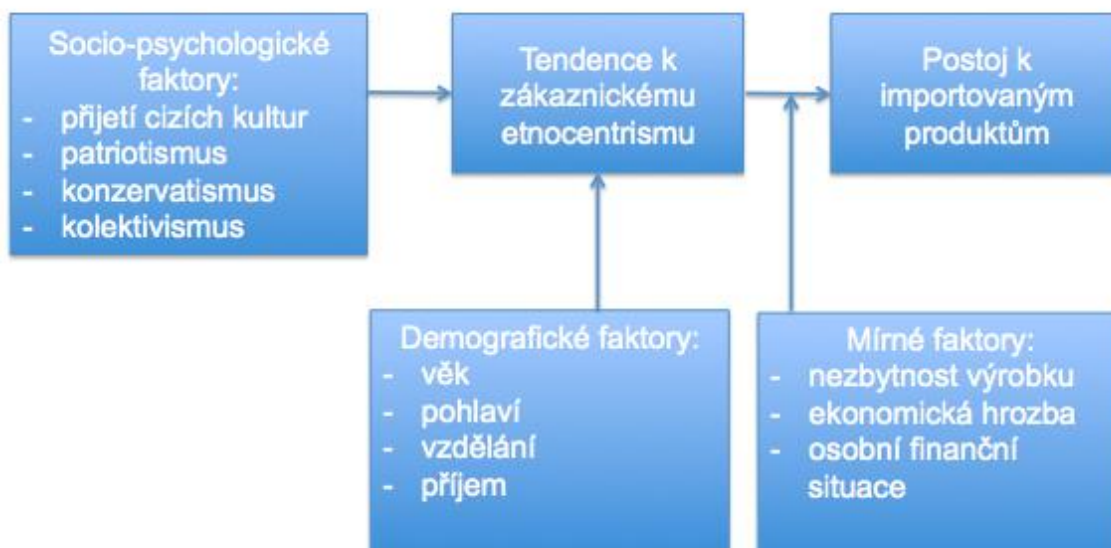 Socio-psychologické
faktory:
- přijetí cizích kultur
- patriotismus
- konzervatismus
- kolektivismus
Tendence k
zákaznickému
etnocentrismu
Postoj k
importovaným
produktům
Demografické faktory:
- věk
- pohlaví
- vzdělání
- příjem
Mírné faktory:
- nezbytnost výrobku
- ekonomická hrozba
- osobní finanční
situace